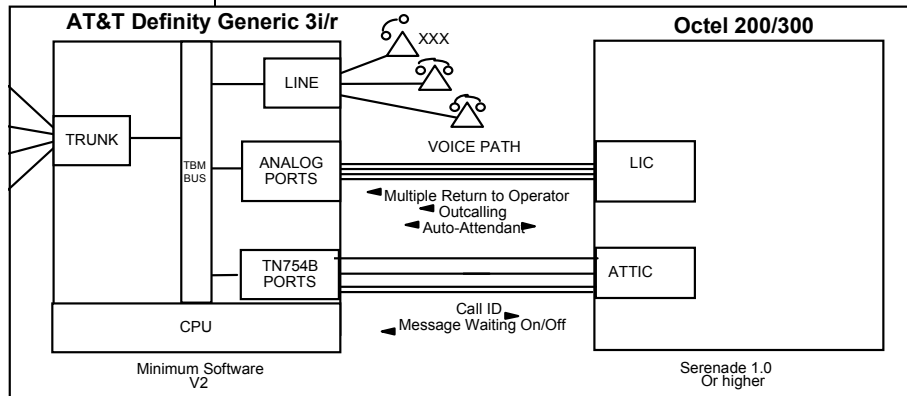 AT&T Definity Generic 3i/r
Octel 200/300
XXX
LINE
TRUNK
TBM
BUS
ANALOG
PORTS
VOICE PATH
LIC
Multiple Return to Operator
Outcalling
Auto-Attendant
TN754B
PORTS
ATTIC
Call ID
Message Waiting On/Off
CPU
Minimum Software
V2
Serenade 1.0
Or higher